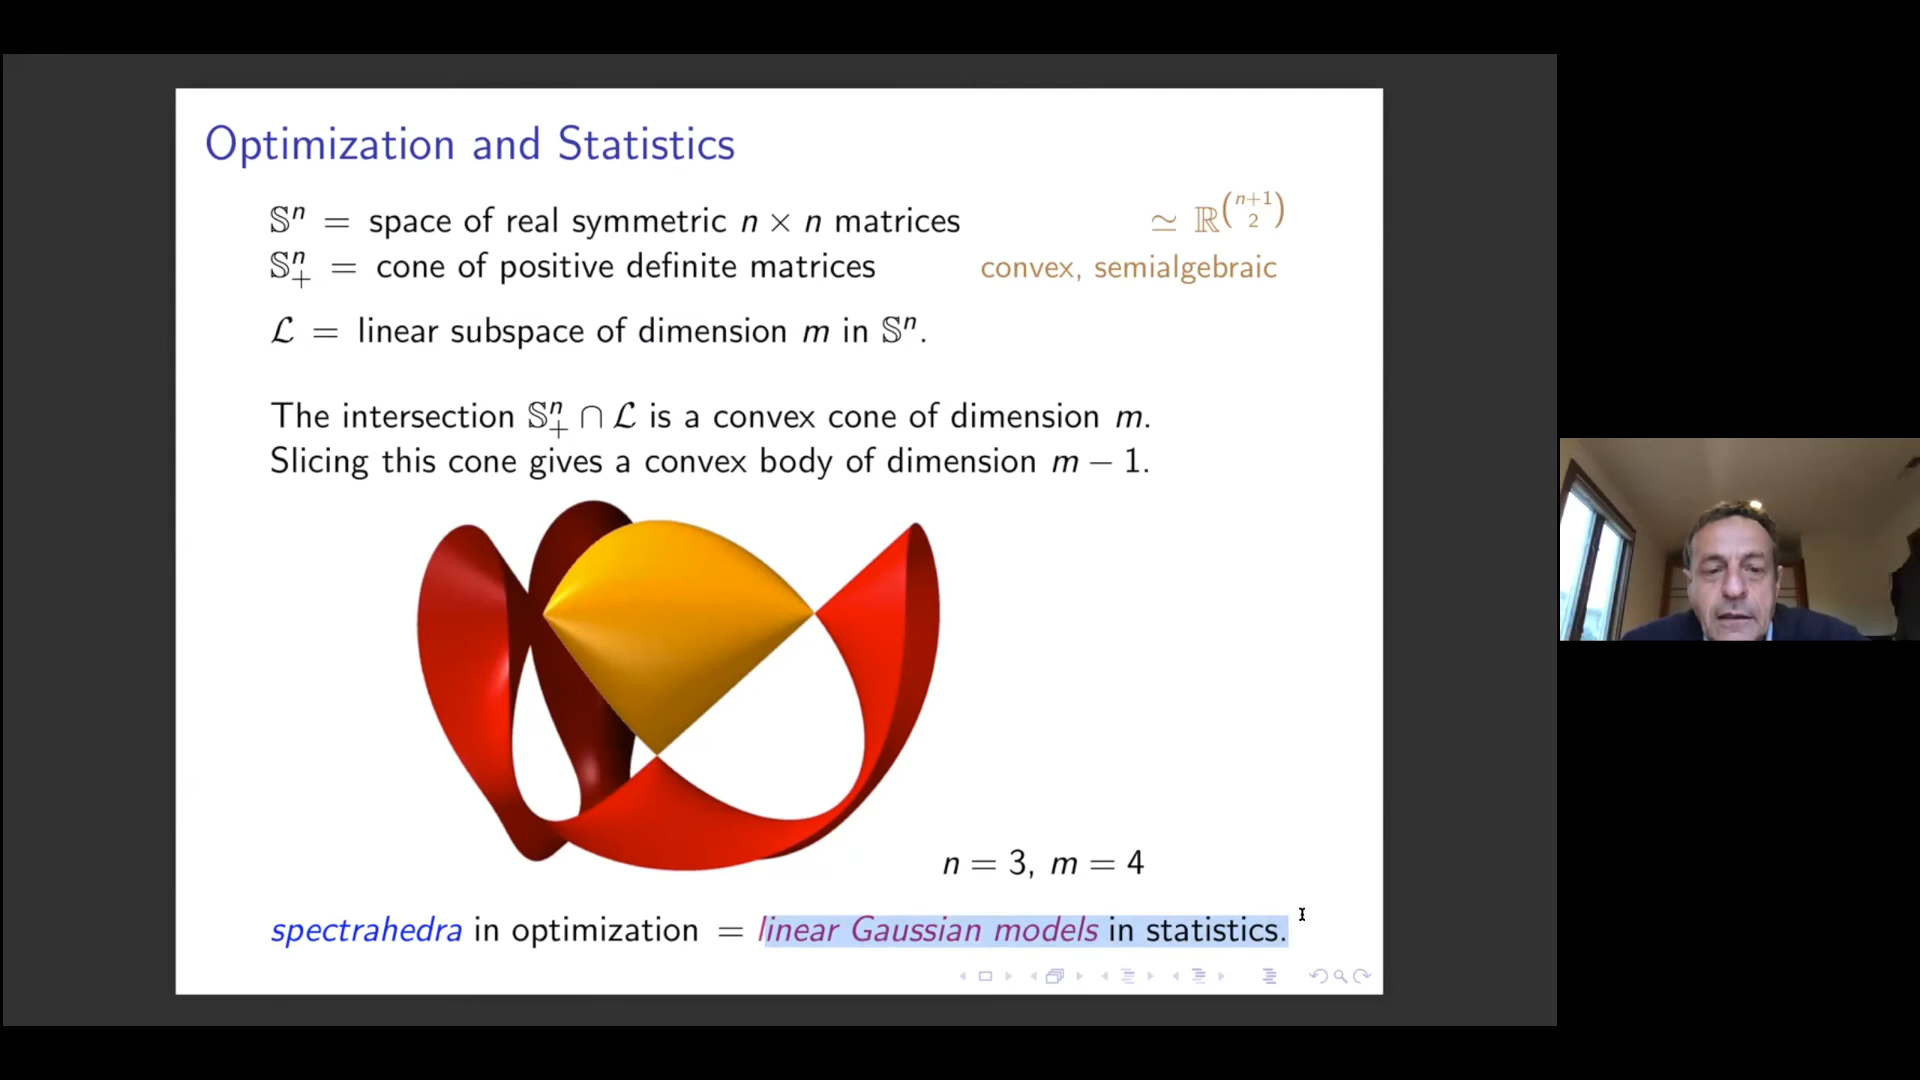 Optimization and Statistics
𝕊ⁿ = space of real symmetric n × n matrices ≃ ℝ^(n+1 2)
𝕊ⁿ₊ = cone of positive definite matrices convex, semialgebraic
ℒ = linear subspace of dimension m in 𝕊ⁿ.
The intersection 𝕊ⁿ₊ ∩ ℒ is a convex cone of dimension m.
Slicing this cone gives a convex body of dimension m − 1.
n = 3, m = 4
spectrahedra in optimization = linear Gaussian models in statistics.